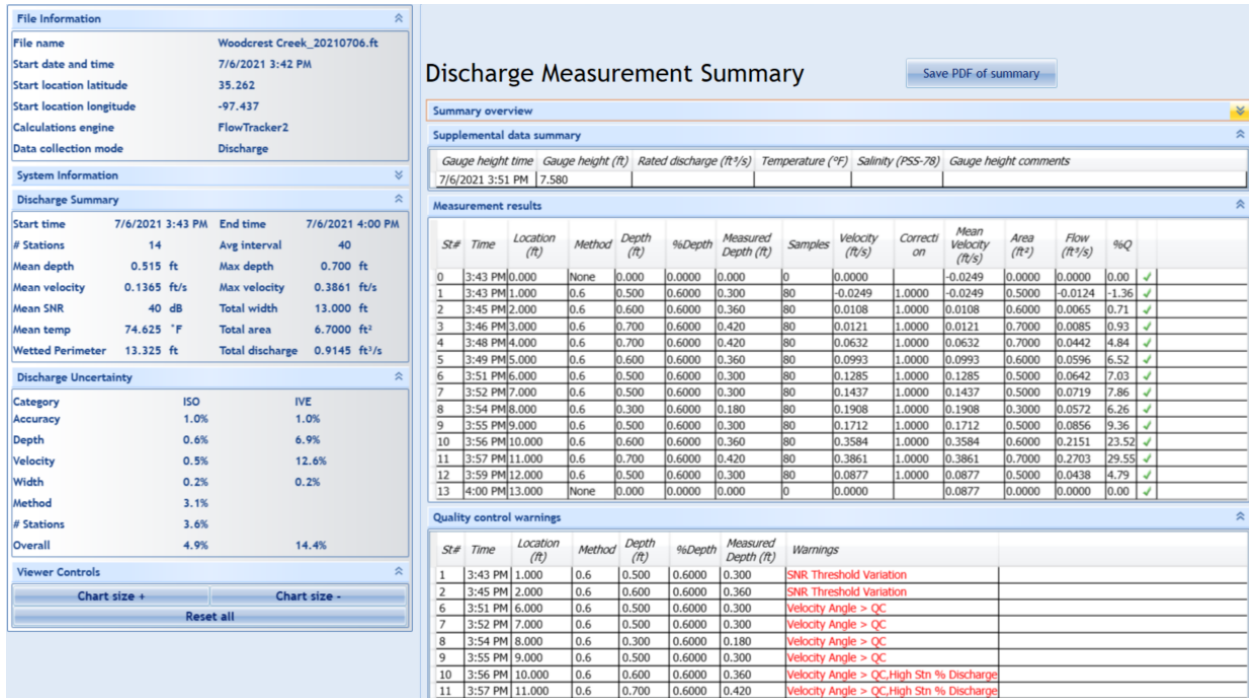 File Information
File name Woodcrest Creek_20210706.ft
Start date and time 7/6/2021 3:42 PM
Start location latitude 35.262
Start location longitude -97.437
Calculations engine FlowTracker2
Data collection mode Discharge
System Information
Discharge Summary
Start time 7/6/2021 3:43 PM End time 7/6/2021 4:00 PM
# Stations 14 Avg interval 40
Mean depth 0.515 ft Max depth 0.700 ft
Mean velocity 0.1365 ft/s Max velocity 0.3861 ft/s
Mean SNR 40 dB Total width 13.000 ft
Mean temp 74.625 °F Total area 6.7000 ft²
Wetted Perimeter 13.325 ft Total discharge 0.9145 ft³/s
Discharge Uncertainty
Category ISO IVE
Accuracy 1.0% 1.0%
Depth 0.6% 6.9%
Velocity 0.5% 12.6%
Width 0.2% 0.2%
Method 3.1%
# Stations 3.6%
Overall 4.9% 14.4%
Viewer Controls
Chart size + Chart size -
Reset all
Discharge Measurement Summary
Save PDF of summary
Summary overview
Supplemental data summary
Gauge height time Gauge height (ft) Rated discharge (ft³/s) Temperature (°F) Salinity (PSS-78) Gauge height comments
7/6/2021 3:51 PM 7.580
Measurement results
St# Time Location (ft) Method Depth (ft) %Depth Measured Depth (ft) Samples Velocity (ft/s) Correcti on Mean Velocity (ft/s) Area (ft²) Flow (ft³/s) %Q
0 3:43 PM 0.000 None 0.000 0.0000 0.000 0 0.0000 -0.0249 0.0000 0.0000 0.00 ✓
1 3:43 PM 1.000 0.6 0.500 0.6000 0.300 80 -0.0249 1.0000 -0.0249 0.5000 -0.0124 -1.36 ✓
2 3:45 PM 2.000 0.6 0.600 0.6000 0.360 80 0.0108 1.0000 0.0108 0.6000 0.0065 0.71 ✓
3 3:46 PM 3.000 0.6 0.700 0.6000 0.420 80 0.0121 1.0000 0.0121 0.7000 0.0085 0.93 ✓
4 3:48 PM 4.000 0.6 0.700 0.6000 0.420 80 0.0632 1.0000 0.0632 0.7000 0.0442 4.84 ✓
5 3:49 PM 5.000 0.6 0.600 0.6000 0.360 80 0.0993 1.0000 0.0993 0.6000 0.0596 6.52 ✓
6 3:51 PM 6.000 0.6 0.500 0.6000 0.300 80 0.1285 1.0000 0.1285 0.5000 0.0642 7.03 ✓
7 3:52 PM 7.000 0.6 0.500 0.6000 0.300 80 0.1437 1.0000 0.1437 0.5000 0.0719 7.86 ✓
8 3:54 PM 8.000 0.6 0.300 0.6000 0.180 80 0.1908 1.0000 0.1908 0.3000 0.0572 6.26 ✓
9 3:55 PM 9.000 0.6 0.500 0.6000 0.300 80 0.1712 1.0000 0.1712 0.5000 0.0856 9.36 ✓
10 3:56 PM 10.000 0.6 0.600 0.6000 0.360 80 0.3584 1.0000 0.3584 0.6000 0.2151 23.52 ✓
11 3:57 PM 11.000 0.6 0.700 0.6000 0.420 80 0.3861 1.0000 0.3861 0.7000 0.2703 29.55 ✓
12 3:59 PM 12.000 0.6 0.500 0.6000 0.300 80 0.0877 1.0000 0.0877 0.5000 0.0438 4.79 ✓
13 4:00 PM 13.000 None 0.000 0.0000 0.000 0 0.0000 0.0877 0.0000 0.0000 0.00 ✓
Quality control warnings
St# Time Location (ft) Method Depth (ft) %Depth Measured Depth (ft) Warnings
1 3:43 PM 1.000 0.6 0.500 0.6000 0.300 SNR Threshold Variation
2 3:45 PM 2.000 0.6 0.600 0.6000 0.360 SNR Threshold Variation
6 3:51 PM 6.000 0.6 0.500 0.6000 0.300 Velocity Angle > QC
7 3:52 PM 7.000 0.6 0.500 0.6000 0.300 Velocity Angle > QC
8 3:54 PM 8.000 0.6 0.300 0.6000 0.180 Velocity Angle > QC
9 3:55 PM 9.000 0.6 0.500 0.6000 0.300 Velocity Angle > QC
10 3:56 PM 10.000 0.6 0.600 0.6000 0.360 Velocity Angle > QC,High Stn % Discharge
11 3:57 PM 11.000 0.6 0.700 0.6000 0.420 Velocity Angle > QC,High Stn % Discharge